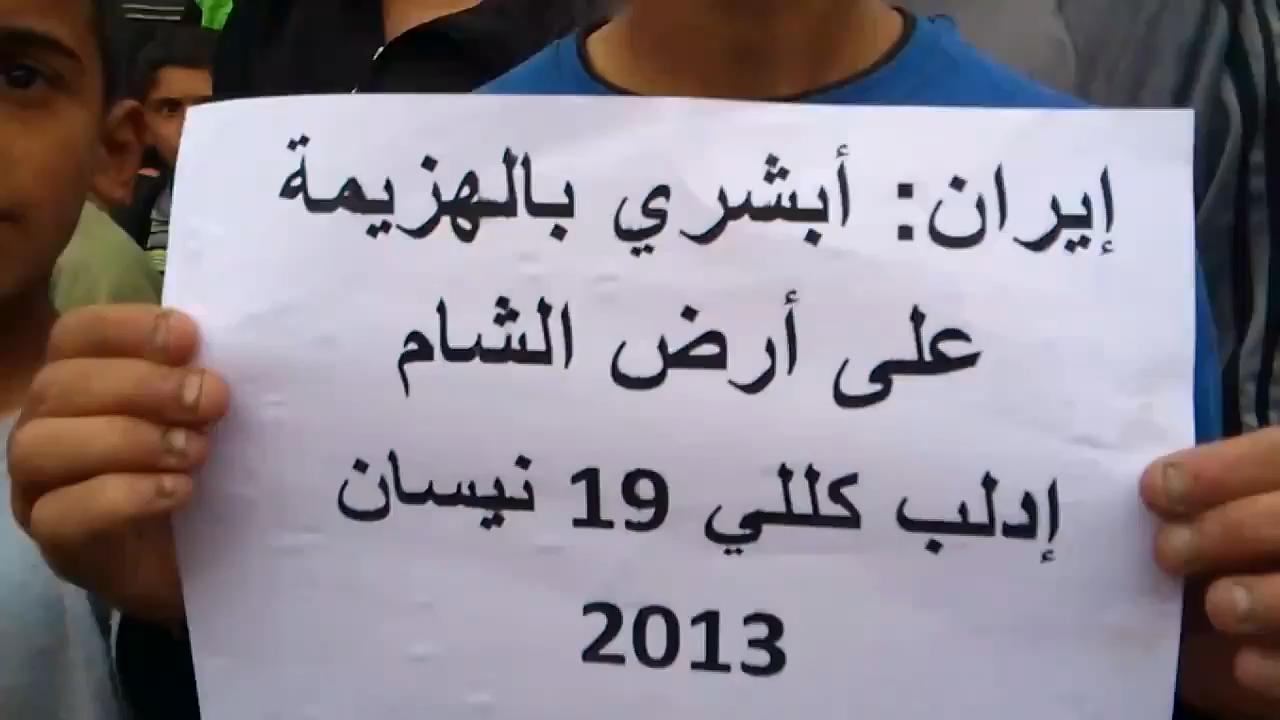 إيران: أبشري بالهزيمة
على أرض الشام
إدلب كللي 19 نيسان
2013